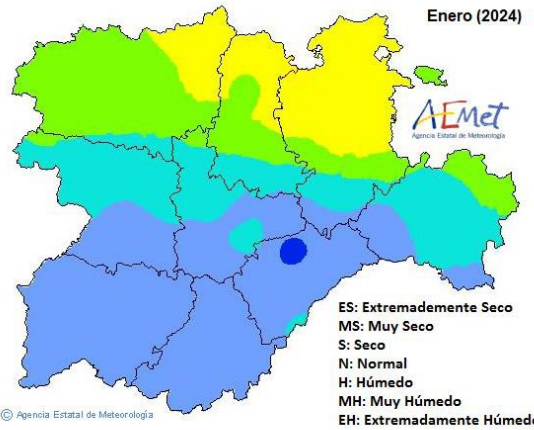 Enero (2024)
AEMet
Agencia Estatal de Meteorología
ES: Extremademente Seco
MS: Muy Seco
S: Seco
N: Normal
H: Húmedo
MH: Muy Húmedo
EH: Extremadamente Húmedo
© Agencia Estatal de Meteorología